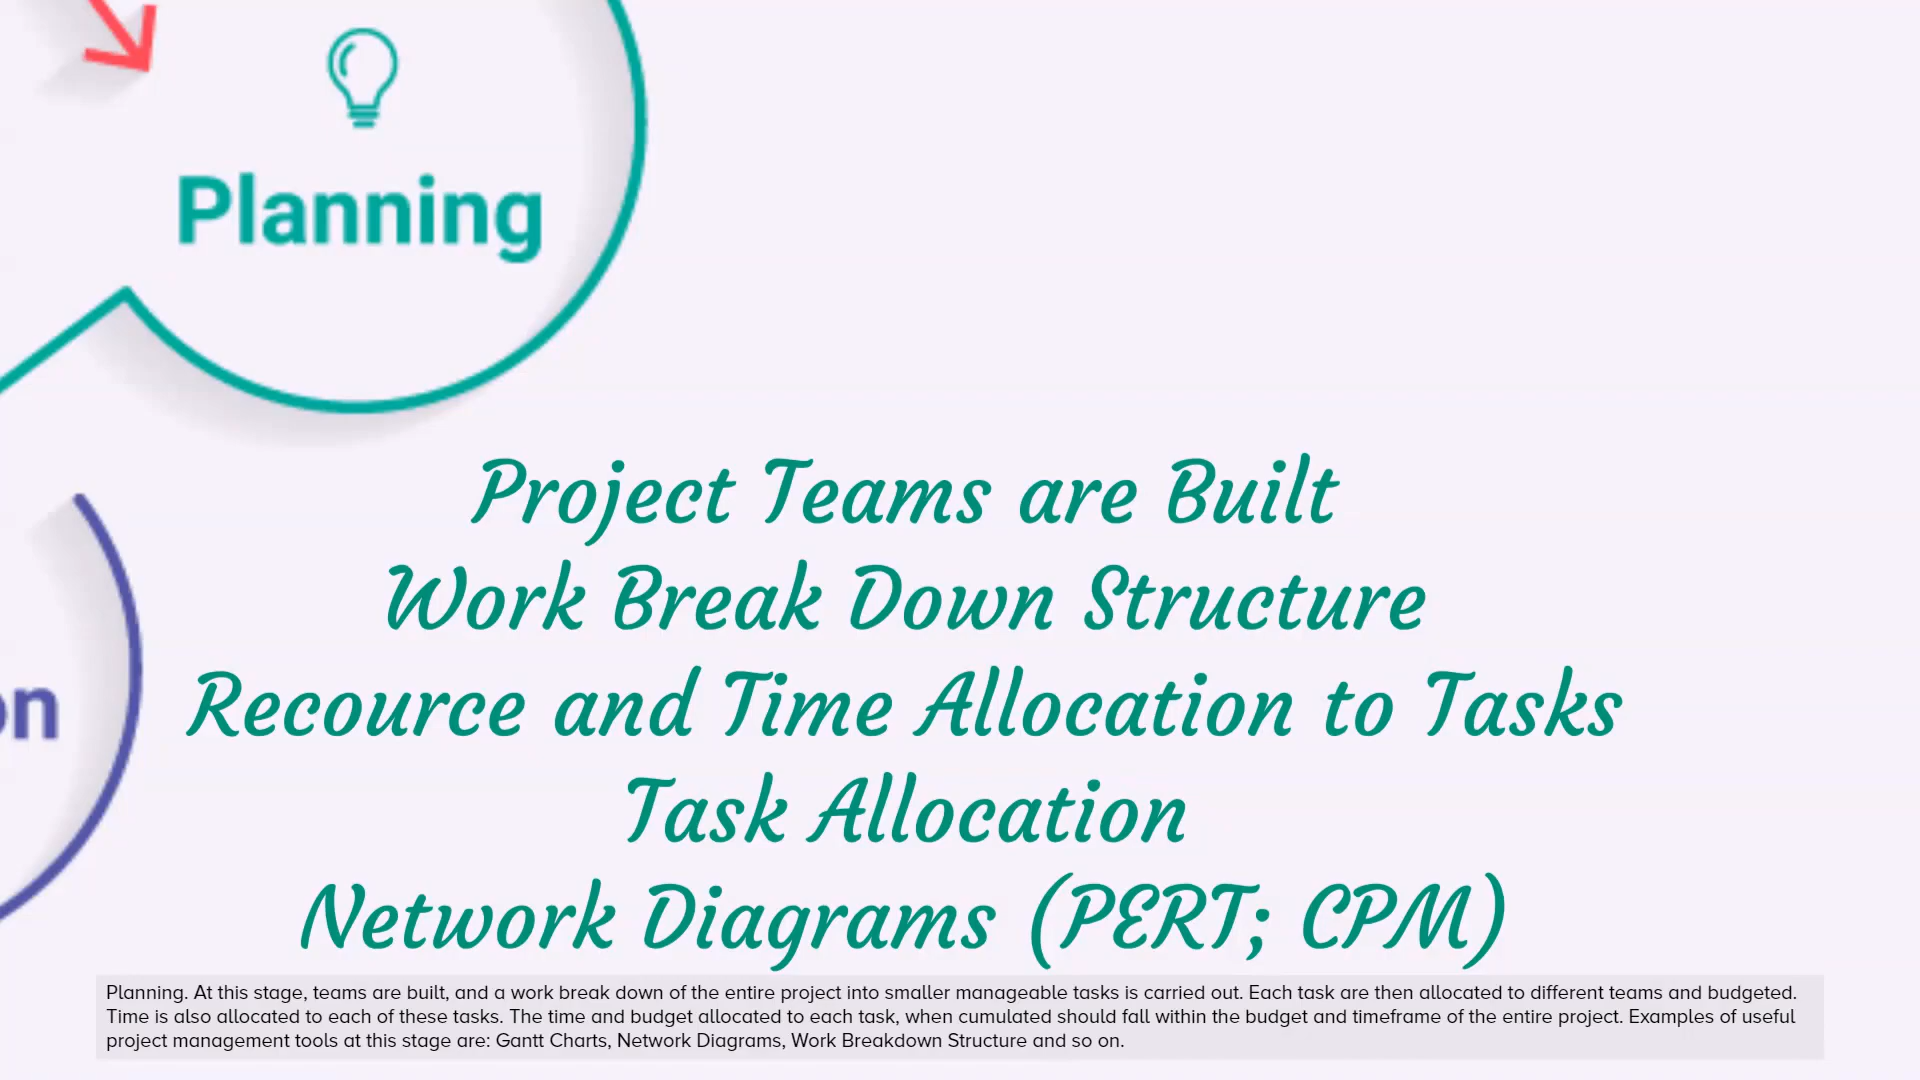 Planning
on
Project Teams are Built
Work Break Down Structure
Recource and Time Allocation to Tasks
Task Allocation
Network Diagrams (PERT; CPM)
Planning. At this stage, teams are built, and a work break down of the entire project into smaller manageable tasks is carried out. Each task are then allocated to different teams and budgeted.
Time is also allocated to each of these tasks. The time and budget allocated to each task, when cumulated should fall within the budget and timeframe of the entire project. Examples of useful
project management tools at this stage are: Gantt Charts, Network Diagrams, Work Breakdown Structure and so on.